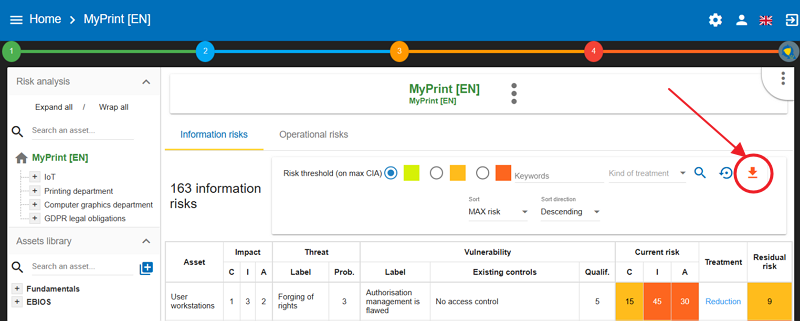 Home > MyPrint [EN]
1 2 3 4
Risk analysis
Expand all / Wrap all
Search an asset...
MyPrint [EN]
+ IoT
+ Printing department
+ Computer graphics department
+ GDPR legal obligations
Assets library
Search an asset...
+ Fundamentals
+ EBIOS
MyPrint [EN]
MyPrint [EN]
Information risks Operational risks
163 information
risks
Risk threshold (on max CIA) Keywords Kind of treatment
Sort Sort direction
MAX risk Descending
Asset Impact Threat Vulnerability Current risk Treatment Residual
risk
C I A Label Prob. Label Existing controls Qualif. C I A
User
workstations 1 3 2 Forging of
rights 3 Authorisation
management is
flawed No access control 5 15 45 30 Reduction 9